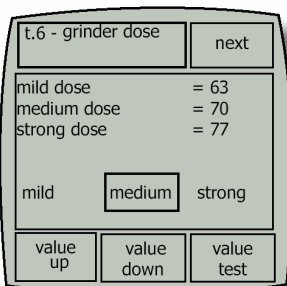 t.6 - grinder dose
next
mild dose = 63
medium dose = 70
strong dose = 77
mild medium strong
value up
value down
value test